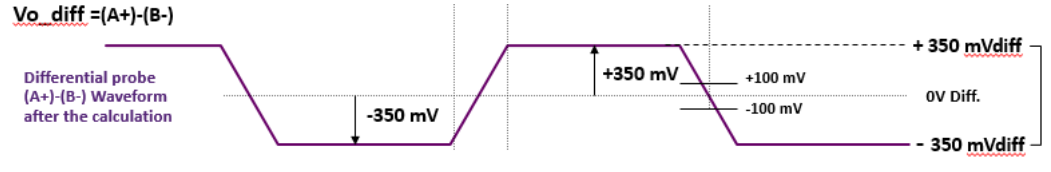 Vo_diff =(A+)-(B-)
+ 350 mVdiff
Differential probe
(A+)-(B-) Waveform
after the calculation
+350 mV
+100 mV
0V Diff.
-350 mV
-100 mV
- 350 mVdiff